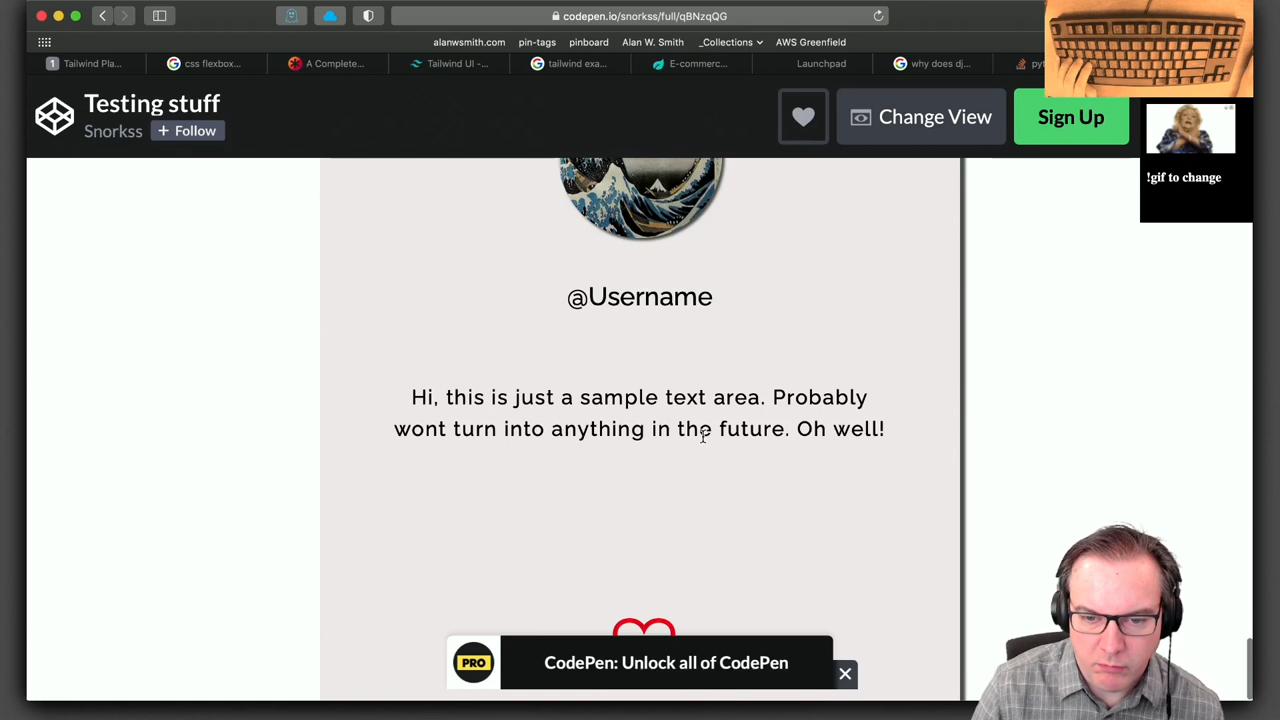 codepen.io/snorkss/full/qBNzqQG
alanwsmith.com pin-tags pinboard Alan W. Smith _Collections AWS Greenfield
1 Tailwind Pla... css flexbox... A Complete... Tailwind UI -... tailwind exa... E-commerc... Launchpad why does dj...
Testing stuff
Snorkss + Follow
Change View
Sign Up
!gif to change
@Username
Hi, this is just a sample text area. Probably
wont turn into anything in the future. Oh well!
PRO CodePen: Unlock all of CodePen